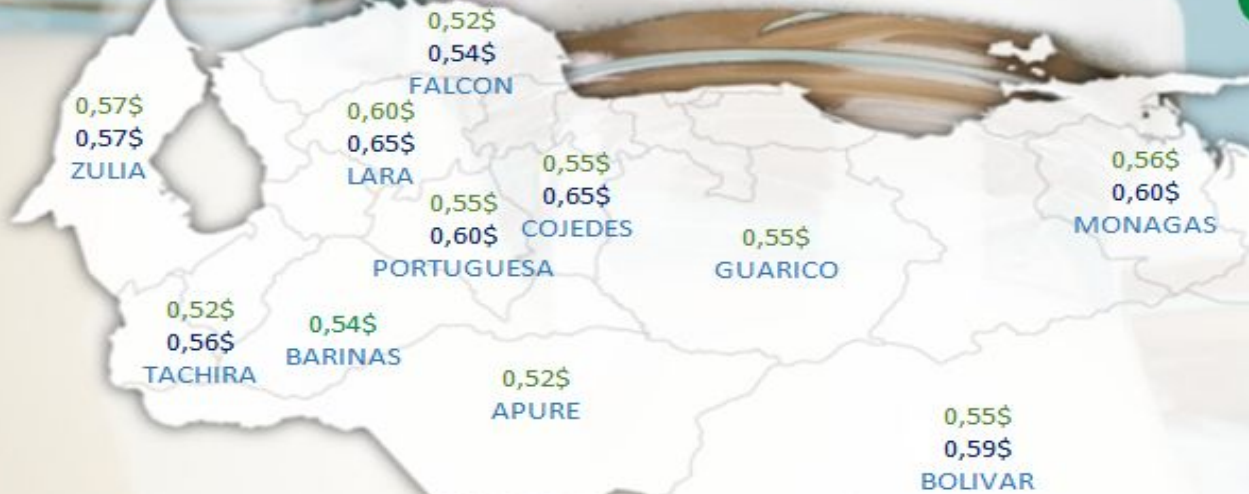 0,52$
0,54$
FALCON
0,57$
0,57$
ZULIA
0,60$
0,65$
LARA
0,55$
0,65$
COJEDES
0,56$
0,60$
MONAGAS
0,55$
0,60$
PORTUGUESA
0,55$
GUARICO
0,52$
0,56$
TACHIRA
0,54$
BARINAS
0,52$
APURE
0,55$
0,59$
BOLIVAR